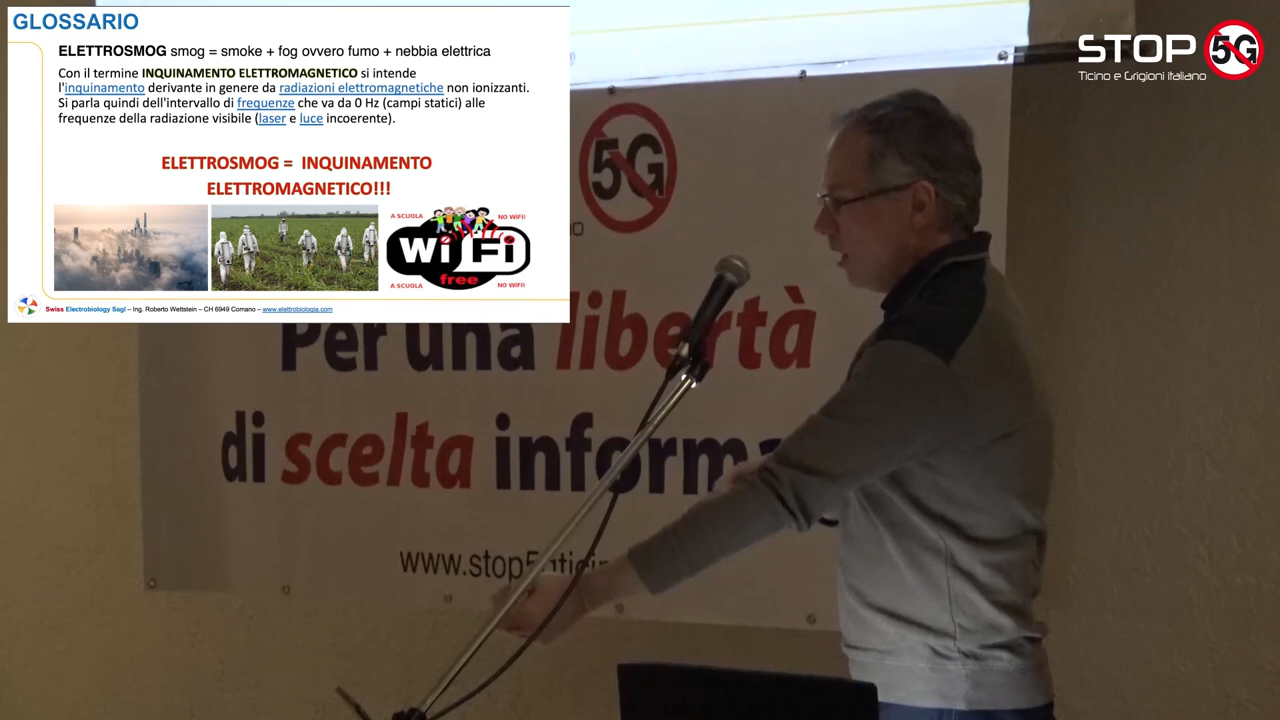 GLOSSARIO
ELETTROSMOG smog = smoke + fog ovvero fumo + nebbia elettrica
Con il termine INQUINAMENTO ELETTROMAGNETICO si intende
l'inquinamento derivante in genere da radiazioni elettromagnetiche non ionizzanti.
Si parla quindi dell'intervallo di frequenze che va da 0 Hz (campi statici) alle
frequenze della radiazione visibile (laser e luce incoerente).
ELETTROSMOG = INQUINAMENTO
ELETTROMAGNETICO!!!
A SCUOLA
NO WIFI!
Wi Fi
free
A SCUOLA
NO WIFI!
Swiss Electrobiology Sagl – Ing. Roberto Wettstein – CH 6949 Comano – www.elettrobiologia.com
STOP 5G
Ticino e Grigioni italiano
5G
Per una libertà
di scelta informa
www.stop5gticin